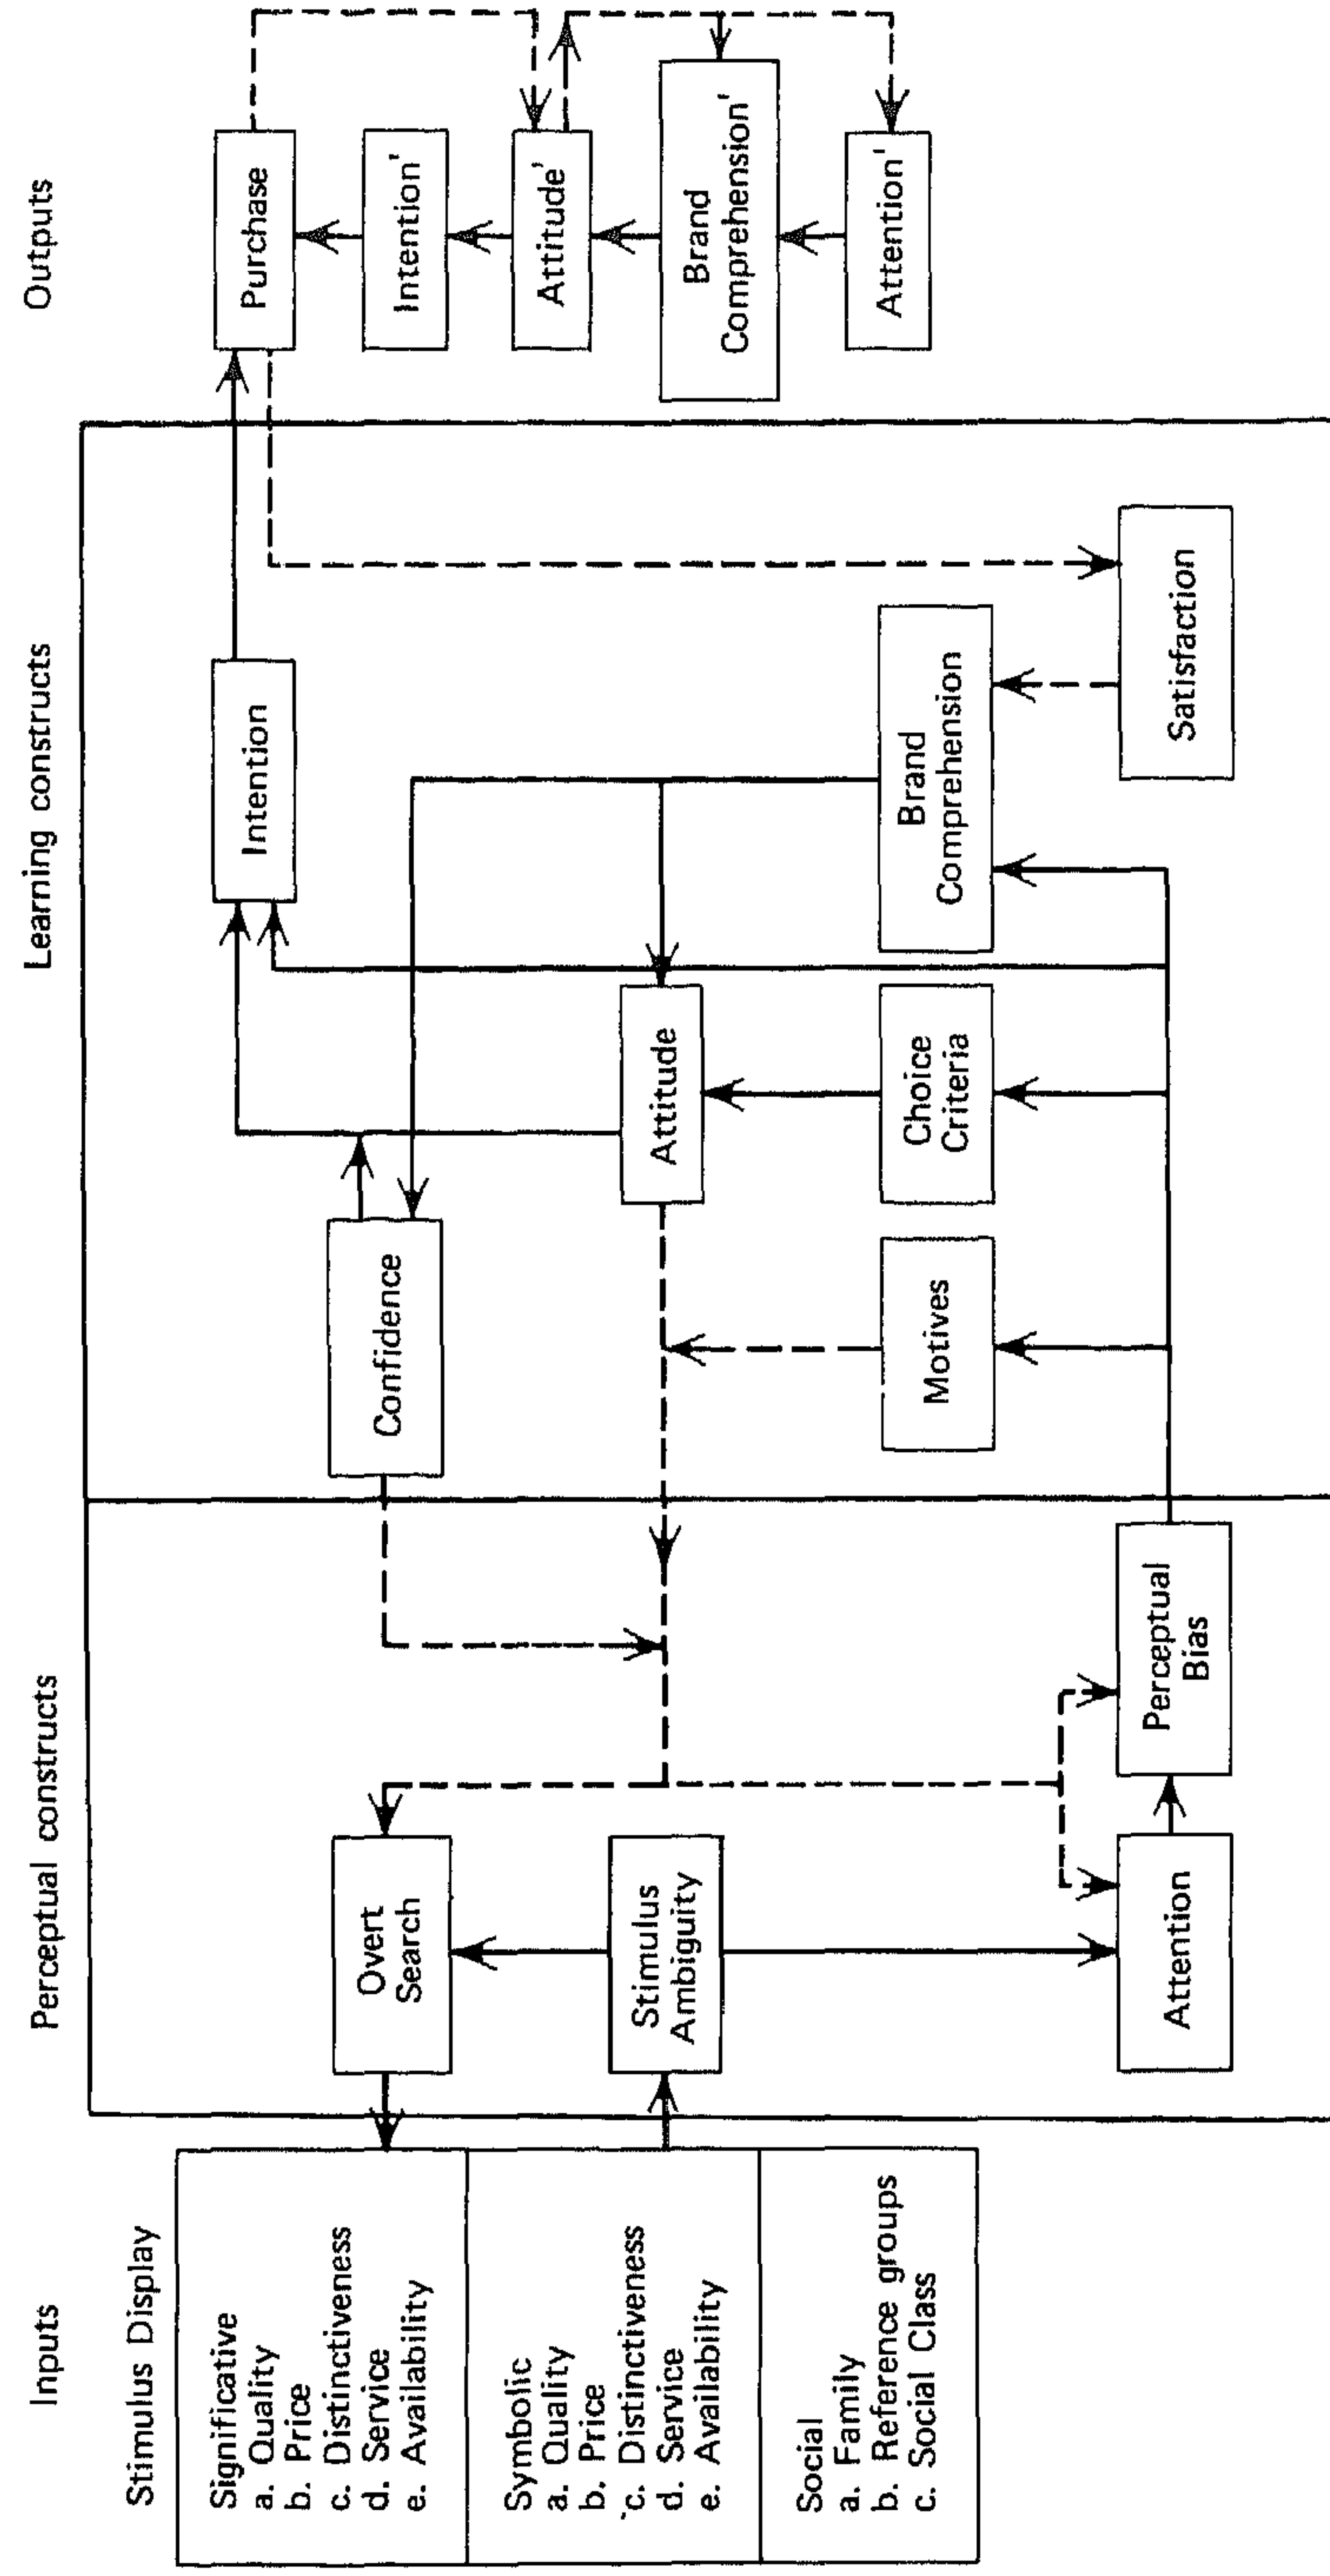 Inputs
Perceptual constructs
Learning constructs
Outputs
Stimulus Display
Significative
a. Quality
b. Price
c. Distinctiveness
d. Service
e. Availability
Symbolic
a. Quality
b. Price
c. Distinctiveness
d. Service
e. Availability
Social
a. Family
b. Reference groups
c. Social Class
Overt
Search
Stimulus
Ambiguity
Attention
Perceptual
Bias
Confidence
Attitude
Motives
Choice
Criteria
Intention
Brand
Comprehension
Satisfaction
Purchase
Intention'
Attitude'
Brand
Comprehension'
Attention'